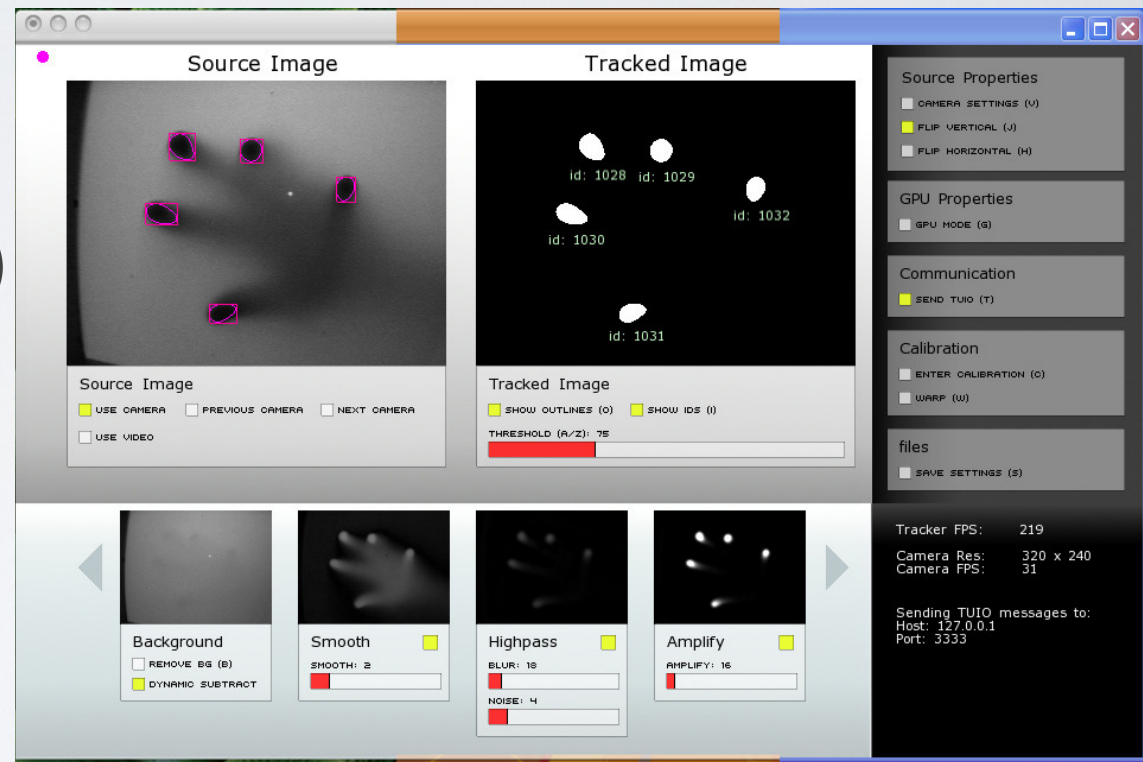 Source Image
Tracked Image
id: 1028
id: 1029
id: 1032
id: 1030
id: 1031
Source Image
USE CAMERA
PREVIOUS CAMERA
NEXT CAMERA
USE VIDEO
Tracked Image
SHOW OUTLINES (O)
SHOW IDS (I)
THRESHOLD (A/Z): 75
Source Properties
CAMERA SETTINGS (V)
FLIP VERTICAL (J)
FLIP HORIZONTAL (H)
GPU Properties
GPU MODE (G)
Communication
SEND TUIO (T)
Calibration
ENTER CALIBRATION (C)
WARP (W)
files
SAVE SETTINGS (S)
Background
REMOVE BG (B)
DYNAMIC SUBTRACT
Smooth
SMOOTH: 2
Highpass
BLUR: 18
NOISE: 4
Amplify
AMPLIFY: 16
Tracker FPS: 219
Camera Res: 320 x 240
Camera FPS: 31
Sending TUIO messages to:
Host: 127.0.0.1
Port: 3333